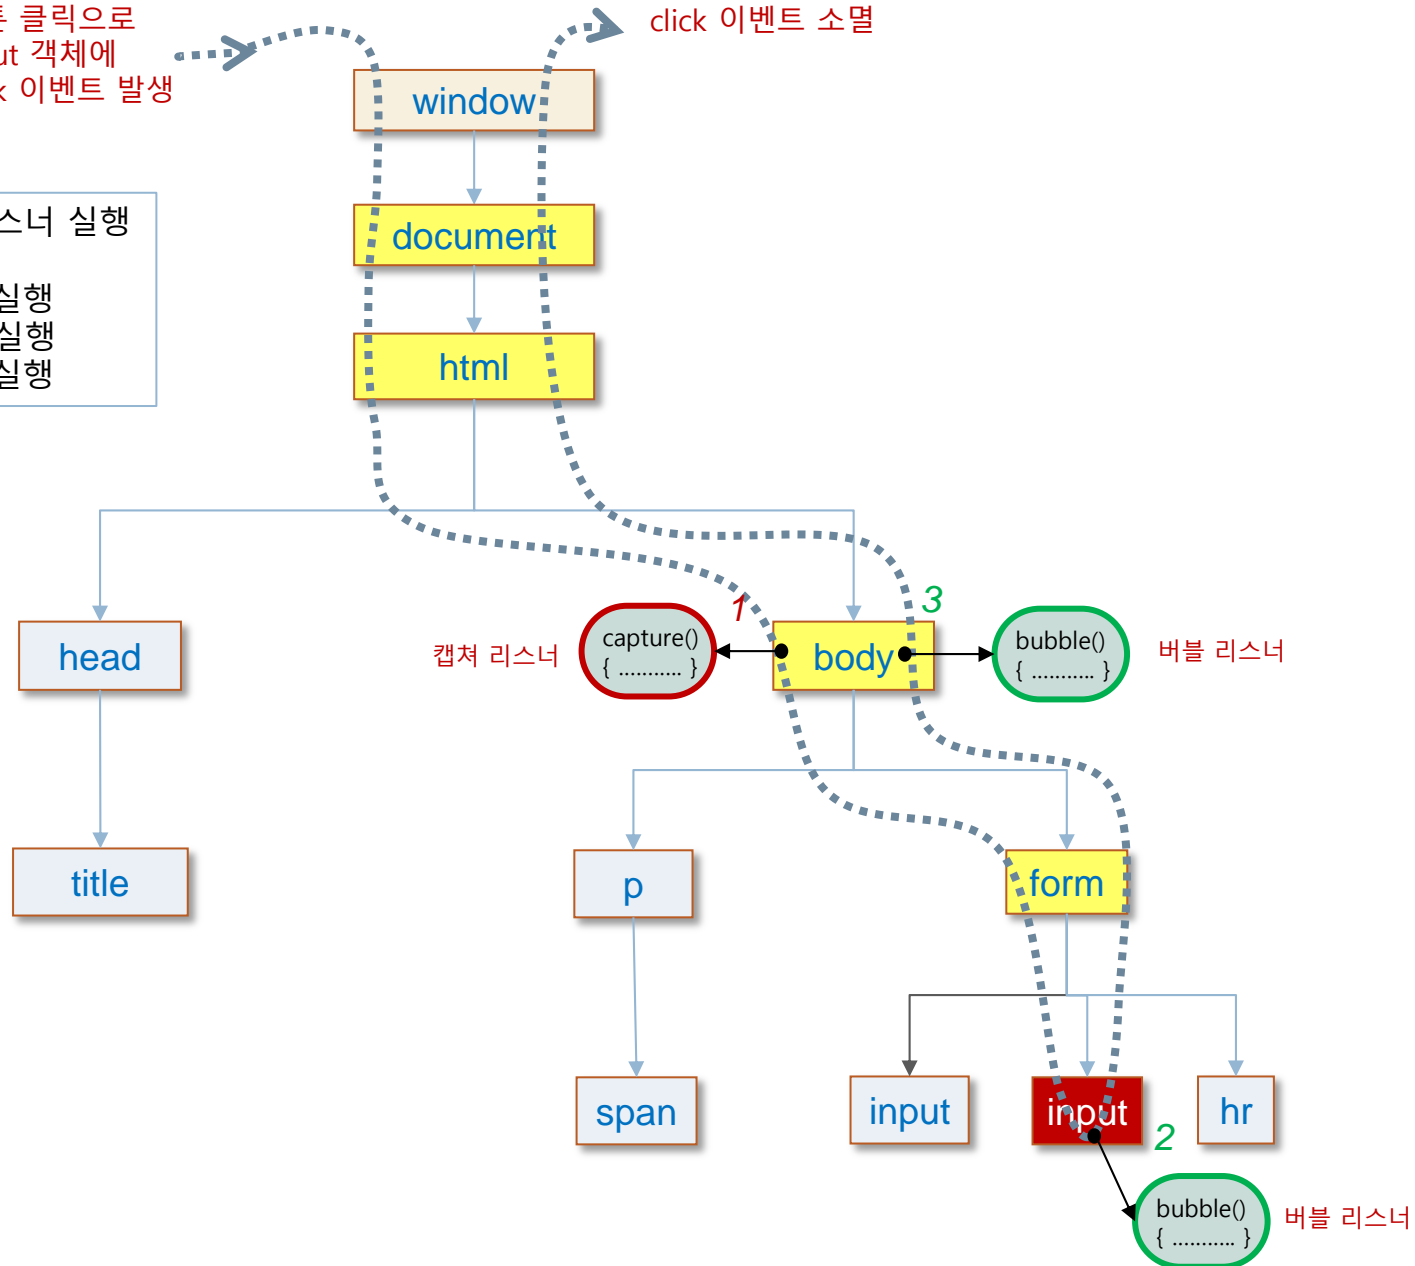 클릭으로
객체에
이벤트 발생
click 이벤트 소멸
window
실행
document
실행
실행
실행
html
1
3
head
캡쳐 리스너
capture()
{ ........... }
body
bubble()
{ ........... }
버블 리스너
title
p
form
span
input
input
hr
2
bubble()
{ ........... }
버블 리스너